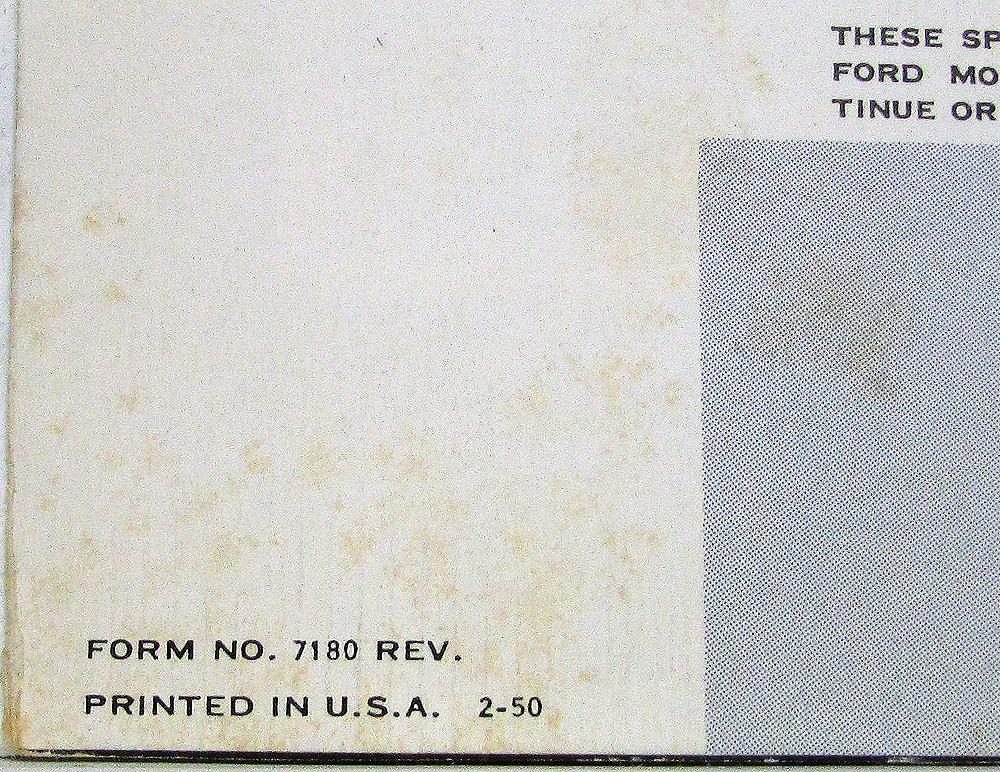 THESE SP
FORD MO
TINUE OR
FORM NO. 7180 REV.
PRINTED IN U.S.A. 2-50